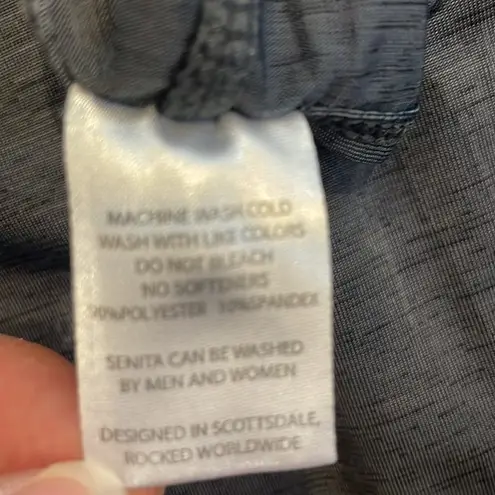 MACHINE WASH COLD
WASH WITH LIKE COLORS
DO NOT BLEACH
NO SOFTENERS
POLYESTER 10% SPANDEX
SENITA CAN BE WASHED
BY MEN AND WOMEN
DESIGNED IN SCOTTSDALE,
ROCKED WORLDWIDE